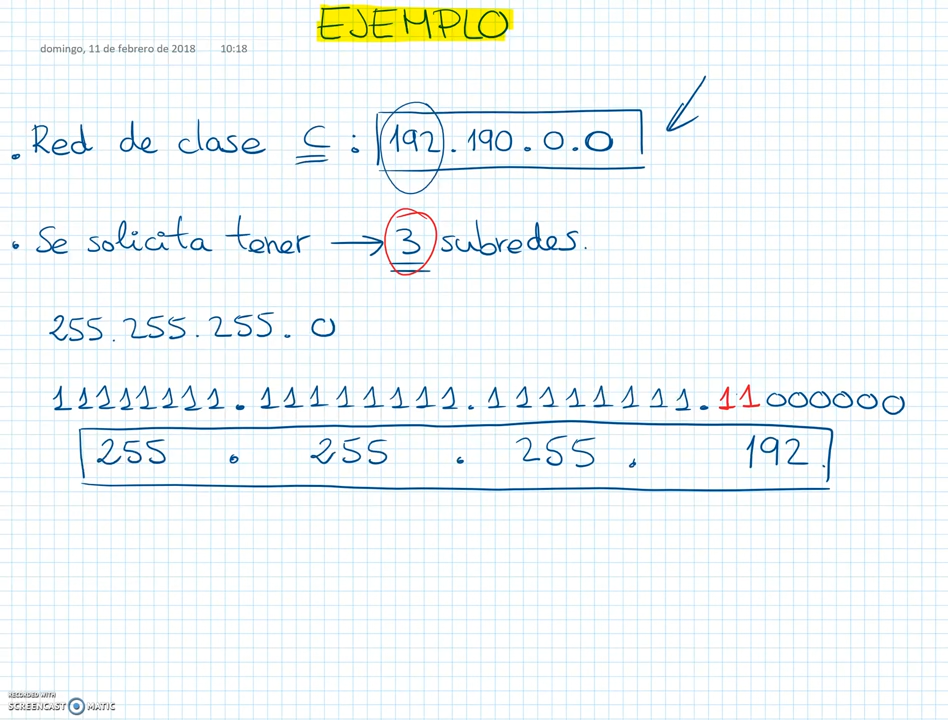 EJEMPLO
domingo, 11 de febrero de 2018 10:18
. Red de clase C : 192.190.0.0
. Se solicita tener → 3 subredes.
255.255.255.0
11111111.11111111.11111111.11000000
255 . 255 . 255 . 192.
RECORDED WITH
SCREENCAST MATIC